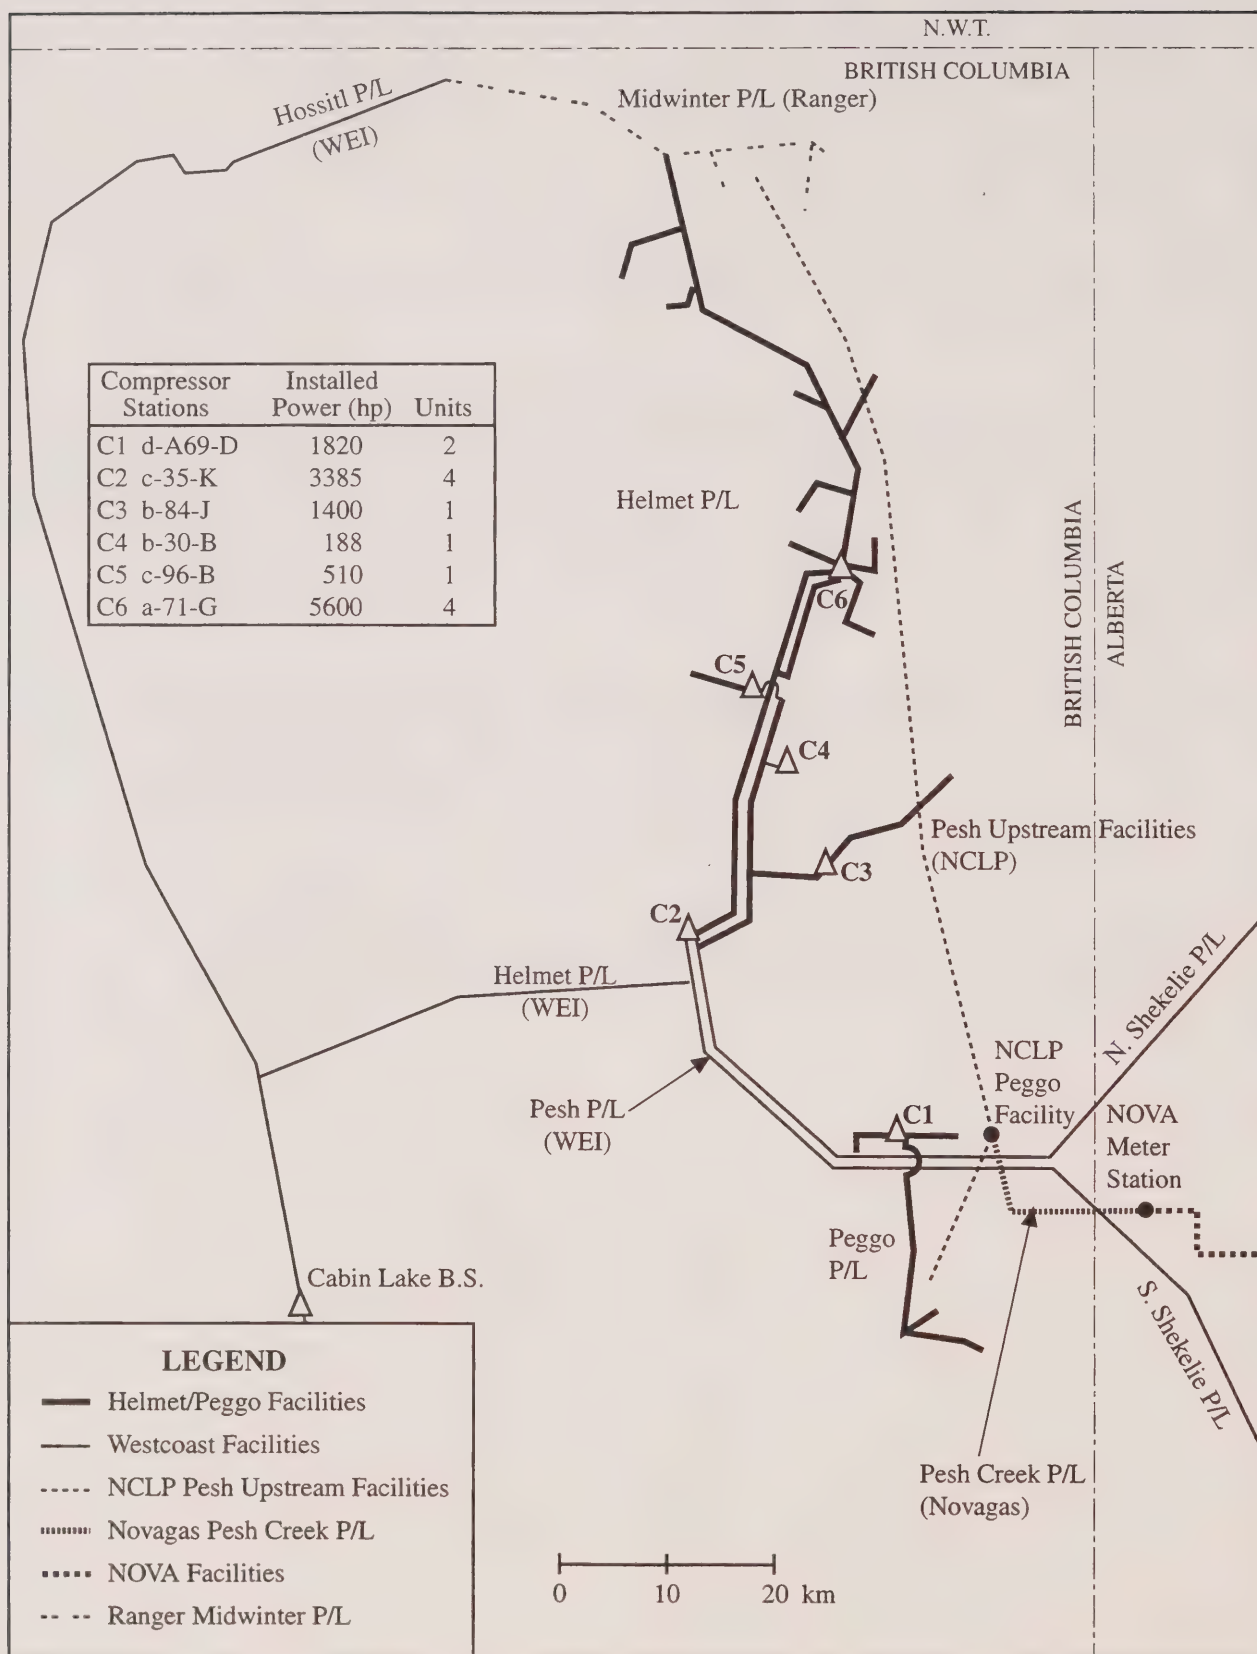 N.W.T.
BRITISH COLUMBIA
Hossitl P/L
(WEI)
Midwinter P/L (Ranger)
Compressor Installed
Stations Power (hp) Units
C1 d-A69-D 1820 2
C2 c-35-K 3385 4
C3 b-84-J 1400 1
C4 b-30-B 188 1
C5 c-96-B 510 1
C6 a-71-G 5600 4
Helmet P/L
BRITISH COLUMBIA
ALBERTA
C6
C5
C4
Pesh Upstream Facilities
(NCLP)
C3
C2
Helmet P/L
(WEI)
N. Shekelie P/L
NCLP
Peggo
Facility
Pesh P/L
(WEI)
C1
NOVA
Meter
Station
Peggo
P/L
Cabin Lake B.S.
S. Shekelie P/L
LEGEND
Helmet/Peggo Facilities
Westcoast Facilities
NCLP Pesh Upstream Facilities
Novagas Pesh Creek P/L
NOVA Facilities
Ranger Midwinter P/L
Pesh Creek P/L
(Novagas)
0 10 20 km